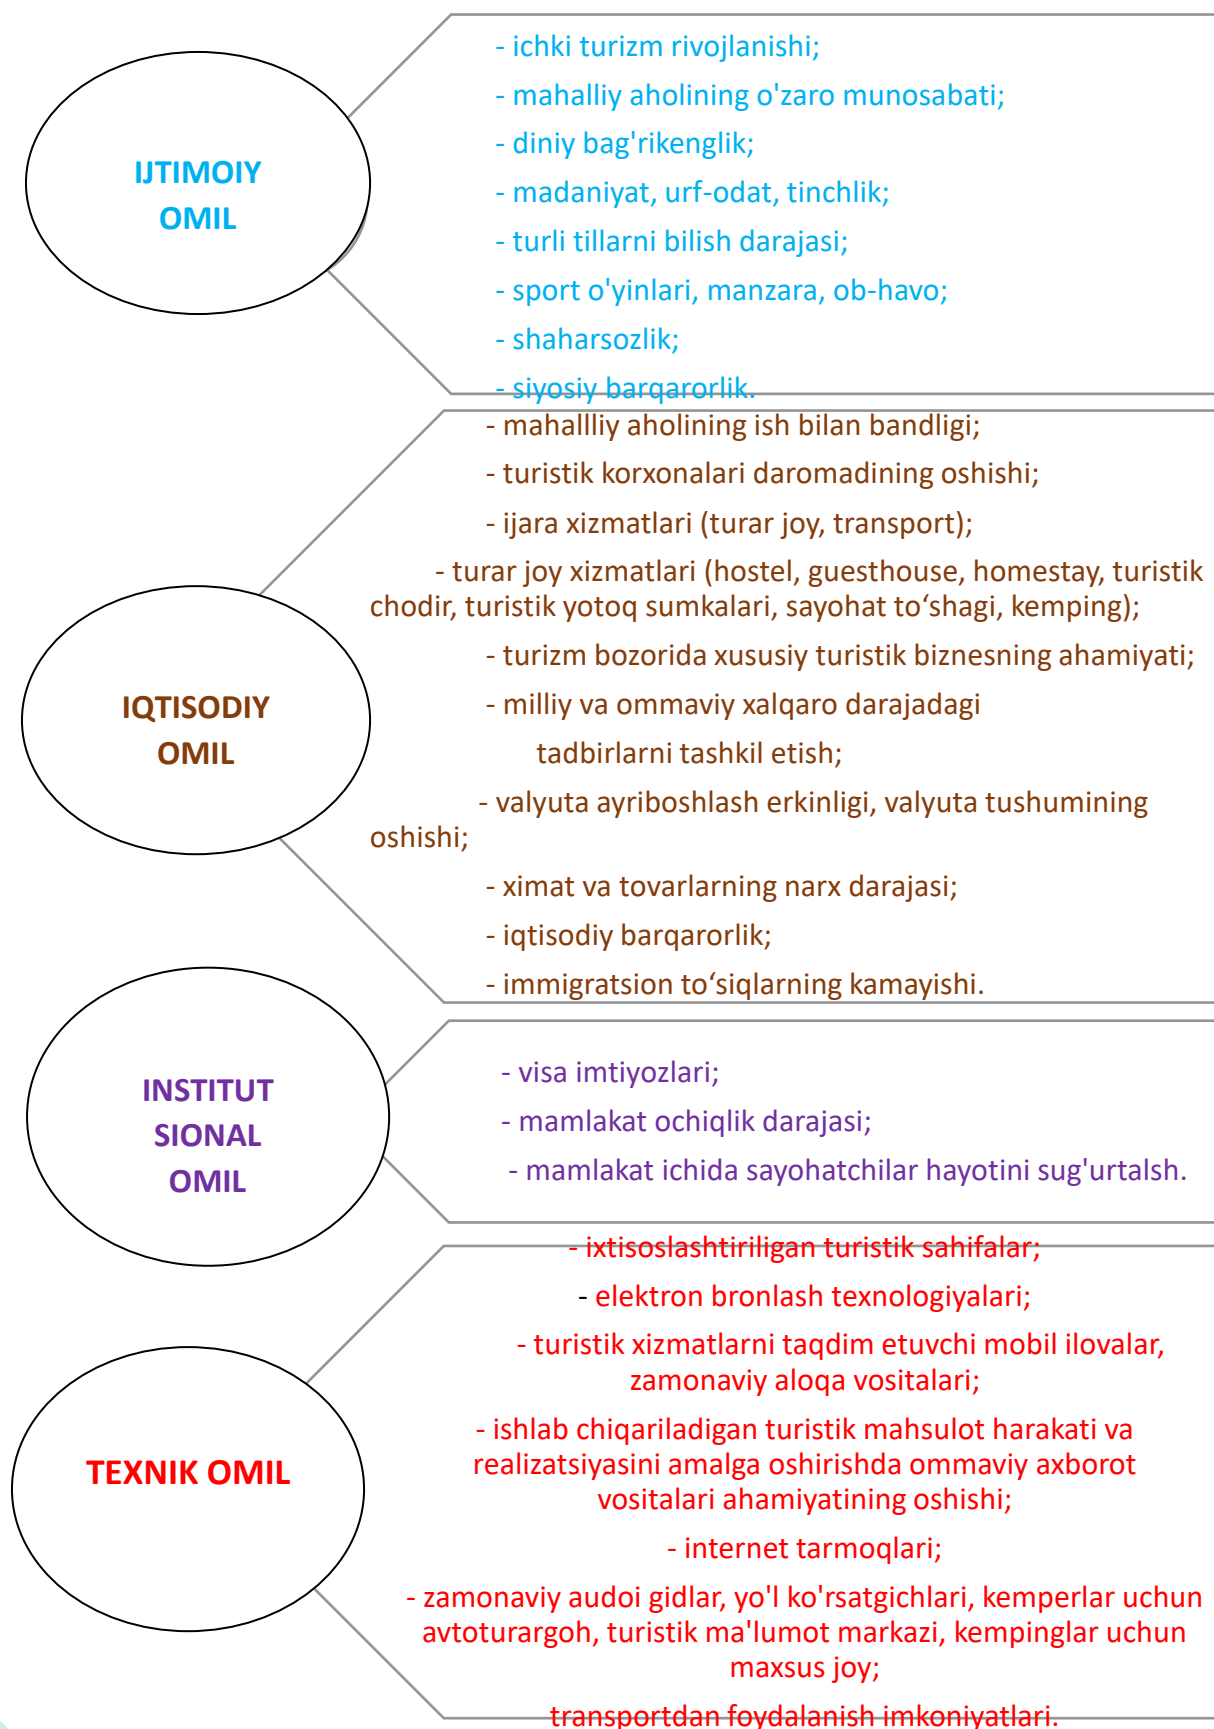 IJTIMOIY
OMIL
- ichki turizm rivojlanishi;
- mahalliy aholining o'zaro munosabati;
- diniy bag'rikenglik;
- madaniyat, urf-odat, tinchlik;
- turli tillarni bilish darajasi;
- sport o'yinlari, manzara, ob-havo;
- shaharsozlik;
- siyosiy barqarorlik.
IQTISODIY
OMIL
- mahallliy aholining ish bilan bandligi;
- turistik korxonalari daromadining oshishi;
- ijara xizmatlari (turar joy, transport);
- turar joy xizmatlari (hostel, guesthouse, homestay, turistik
chodir, turistik yotoq sumkalari, sayohat to‘shagi, kemping);
- turizm bozorida xususiy turistik biznesning ahamiyati;
- milliy va ommaviy xalqaro darajadagi
tadbirlarni tashkil etish;
- valyuta ayriboshlash erkinligi, valyuta tushumining
oshishi;
- ximat va tovarlarning narx darajasi;
- iqtisodiy barqarorlik;
- immigratsion to‘siqlarning kamayishi.
INSTITUT
SIONAL
OMIL
- visa imtiyozlari;
- mamlakat ochiqlik darajasi;
- mamlakat ichida sayohatchilar hayotini sug'urtalsh.
TEXNIK OMIL
- ixtisoslashtiriligan turistik sahifalar;
- elektron bronlash texnologiyalari;
- turistik xizmatlarni taqdim etuvchi mobil ilovalar,
zamonaviy aloqa vositalari;
- ishlab chiqariladigan turistik mahsulot harakati va
realizatsiyasini amalga oshirishda ommaviy axborot
vositalari ahamiyatining oshishi;
- internet tarmoqlari;
- zamonaviy audoi gidlar, yo'l ko'rsatgichlari, kemperlar uchun
avtoturargoh, turistik ma'lumot markazi, kempinglar uchun
maxsus joy;
transportdan foydalanish imkoniyatlari.